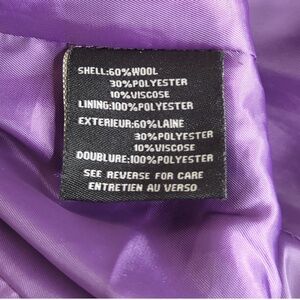 SHELL:60%WOOL
30%POLYESTER
10%VISCOSE
LINING:100%POLYESTER
EXTERIEUR:60%LAINE
30%POLYESTER
10%VISCOSE
DOUBLURE:100%POLYESTER
SEE REVERSE FOR CARE
ENTRETIEN AU VERSO